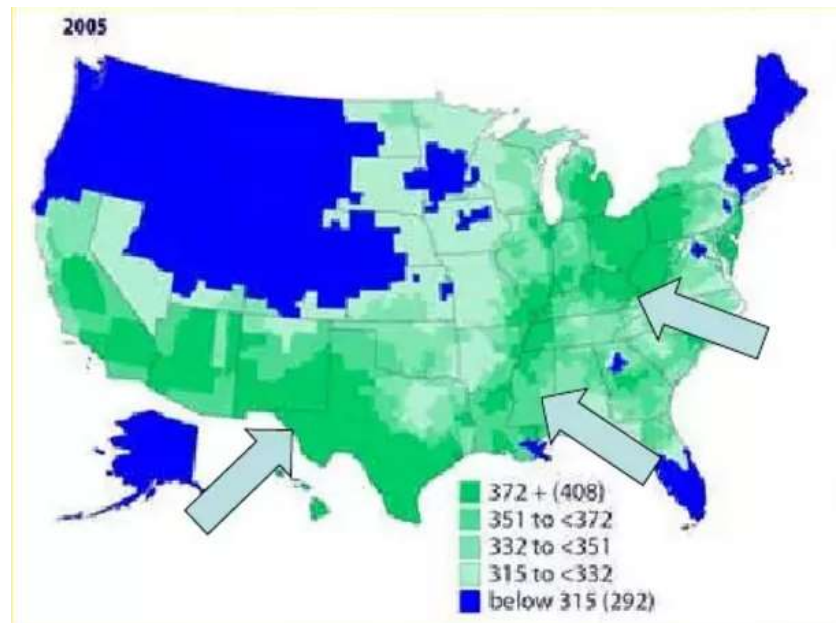 2005
372 + (408)
351 to <372
332 to <351
315 to <332
below 315 (292)